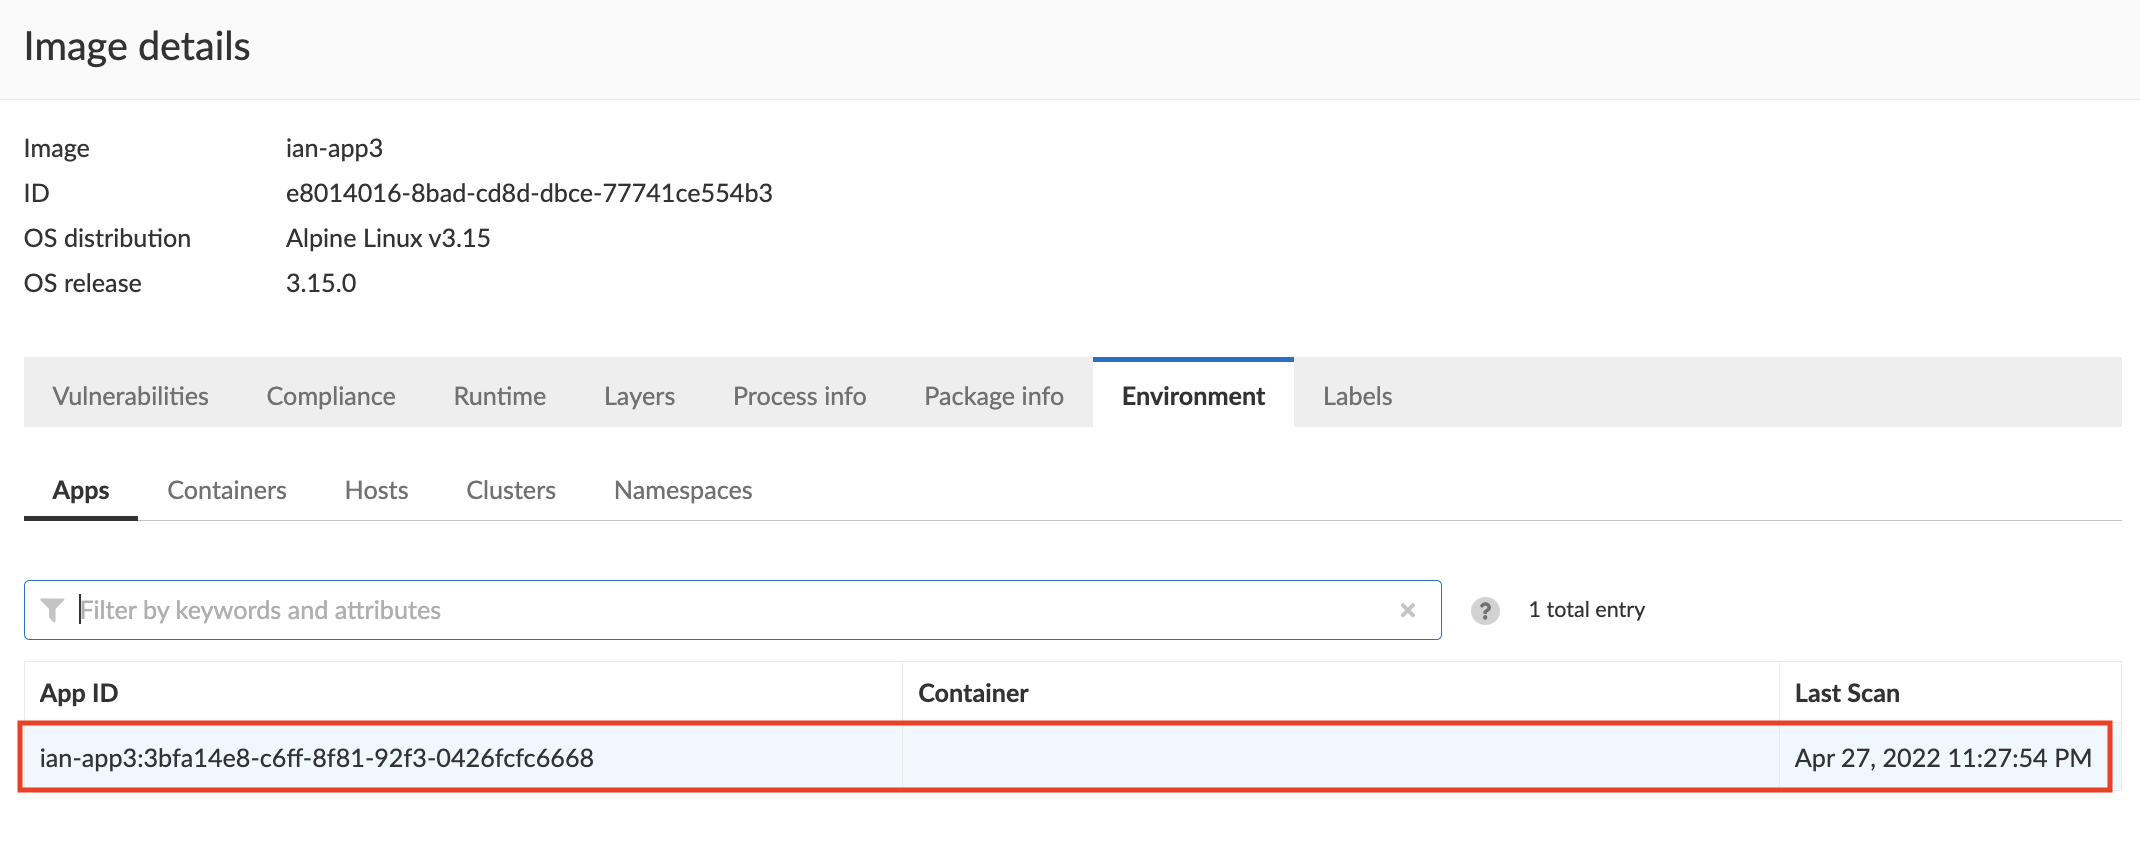 Image details
Image ian-app3
ID e8014016-8bad-cd8d-dbce-77741ce554b3
OS distribution Alpine Linux v3.15
OS release 3.15.0
Vulnerabilities Compliance Runtime Layers Process info Package info Environment Labels
Apps Containers Hosts Clusters Namespaces
Filter by keywords and attributes × ? 1 total entry
App ID Container Last Scan
ian-app3:3bfa14e8-c6ff-8f81-92f3-0426fcfc6668 Apr 27, 2022 11:27:54 PM